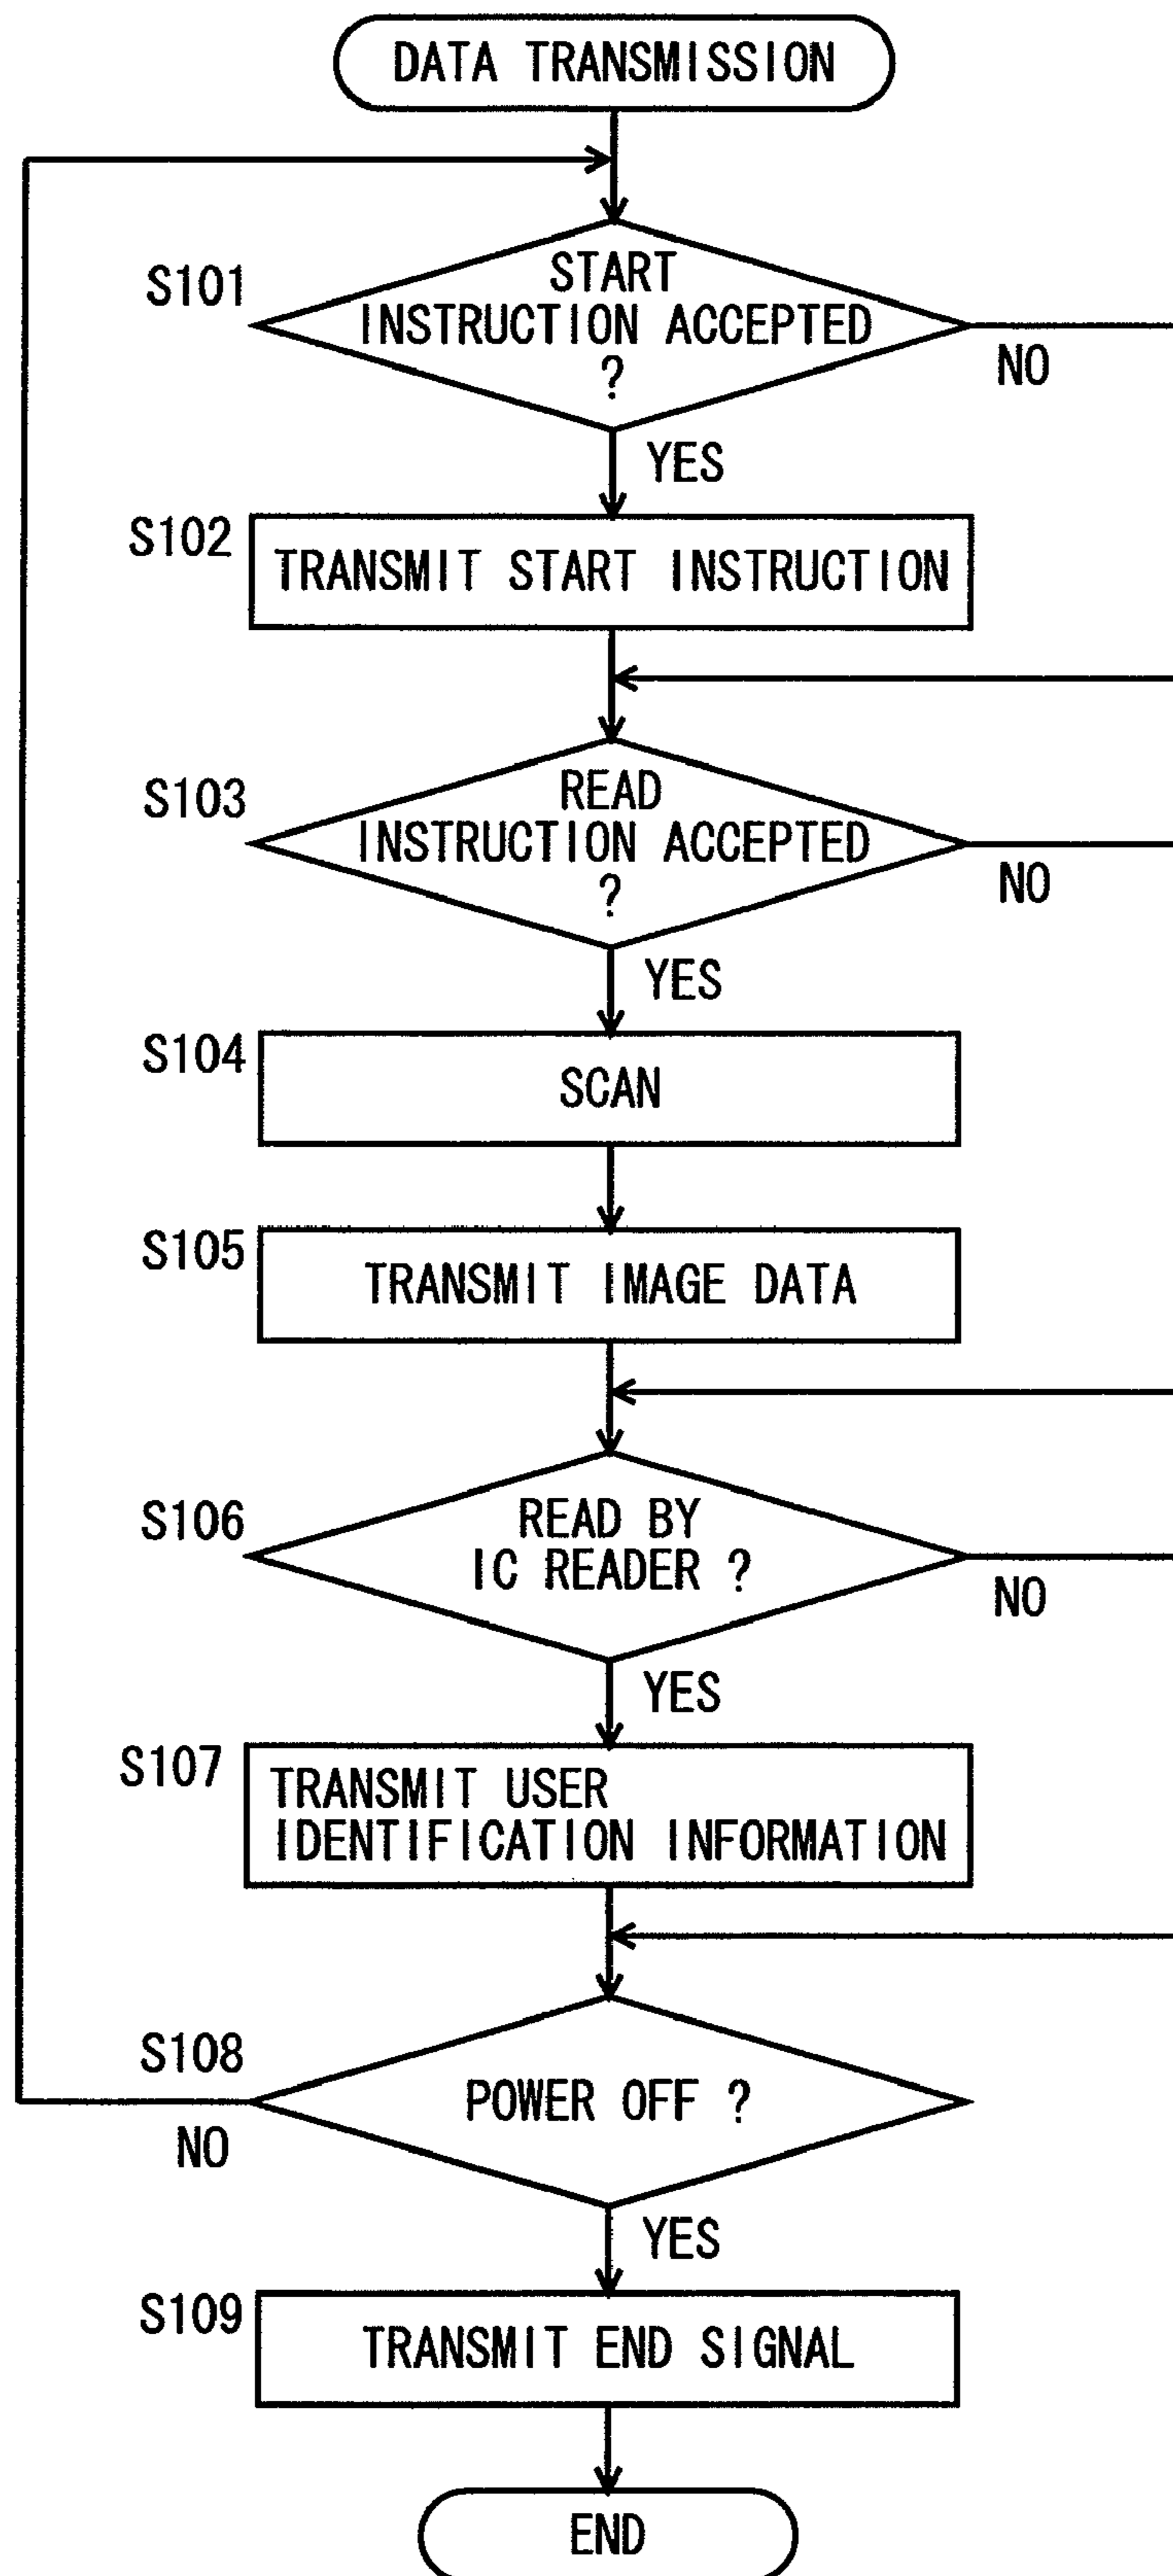 DATA TRANSMISSION
S101
START
INSTRUCTION ACCEPTED
?
NO
YES
S102
TRANSMIT START INSTRUCTION
S103
READ
INSTRUCTION ACCEPTED
?
NO
YES
S104
SCAN
S105
TRANSMIT IMAGE DATA
S106
READ BY
IC READER ?
NO
YES
S107
TRANSMIT USER
IDENTIFICATION INFORMATION
S108
POWER OFF ?
NO
YES
S109
TRANSMIT END SIGNAL
END